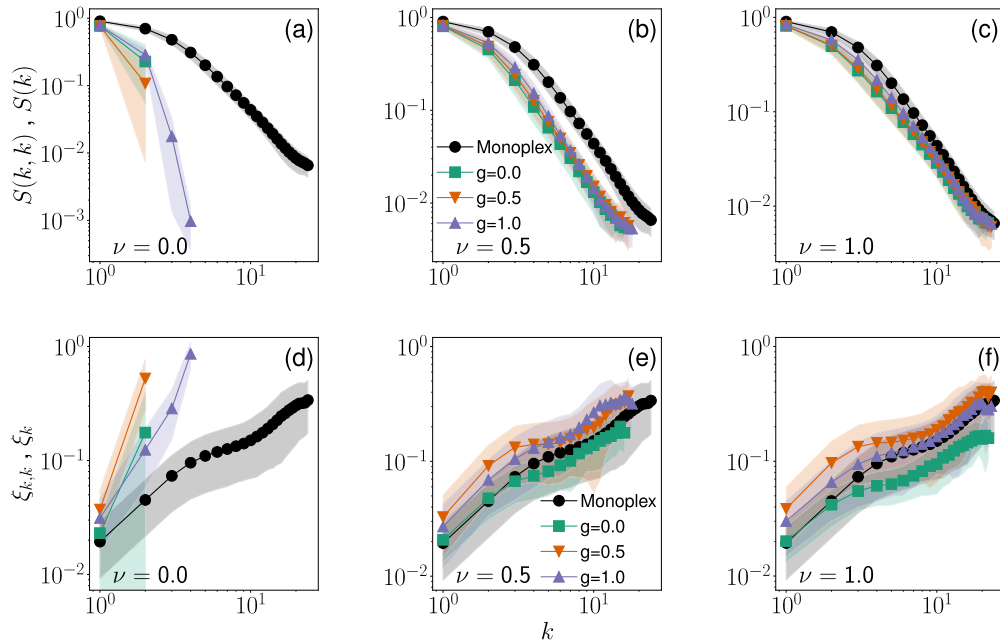 (a)
(b)
(c)
S(k, k) , S(k)
10^0
10^-1
10^-2
10^-3
ν = 0.0
10^0
10^1
10^0
10^-1
10^-2
Monoplex
g=0.0
g=0.5
g=1.0
ν = 0.5
10^0
10^1
10^0
10^-1
10^-2
ν = 1.0
10^0
10^1
(d)
(e)
(f)
ξ_{k,k} , ξ_k
10^0
10^-1
10^-2
ν = 0.0
10^0
10^1
10^0
10^-1
10^-2
Monoplex
g=0.0
g=0.5
g=1.0
ν = 0.5
10^0
10^1
10^0
10^-1
10^-2
ν = 1.0
10^0
10^1
k